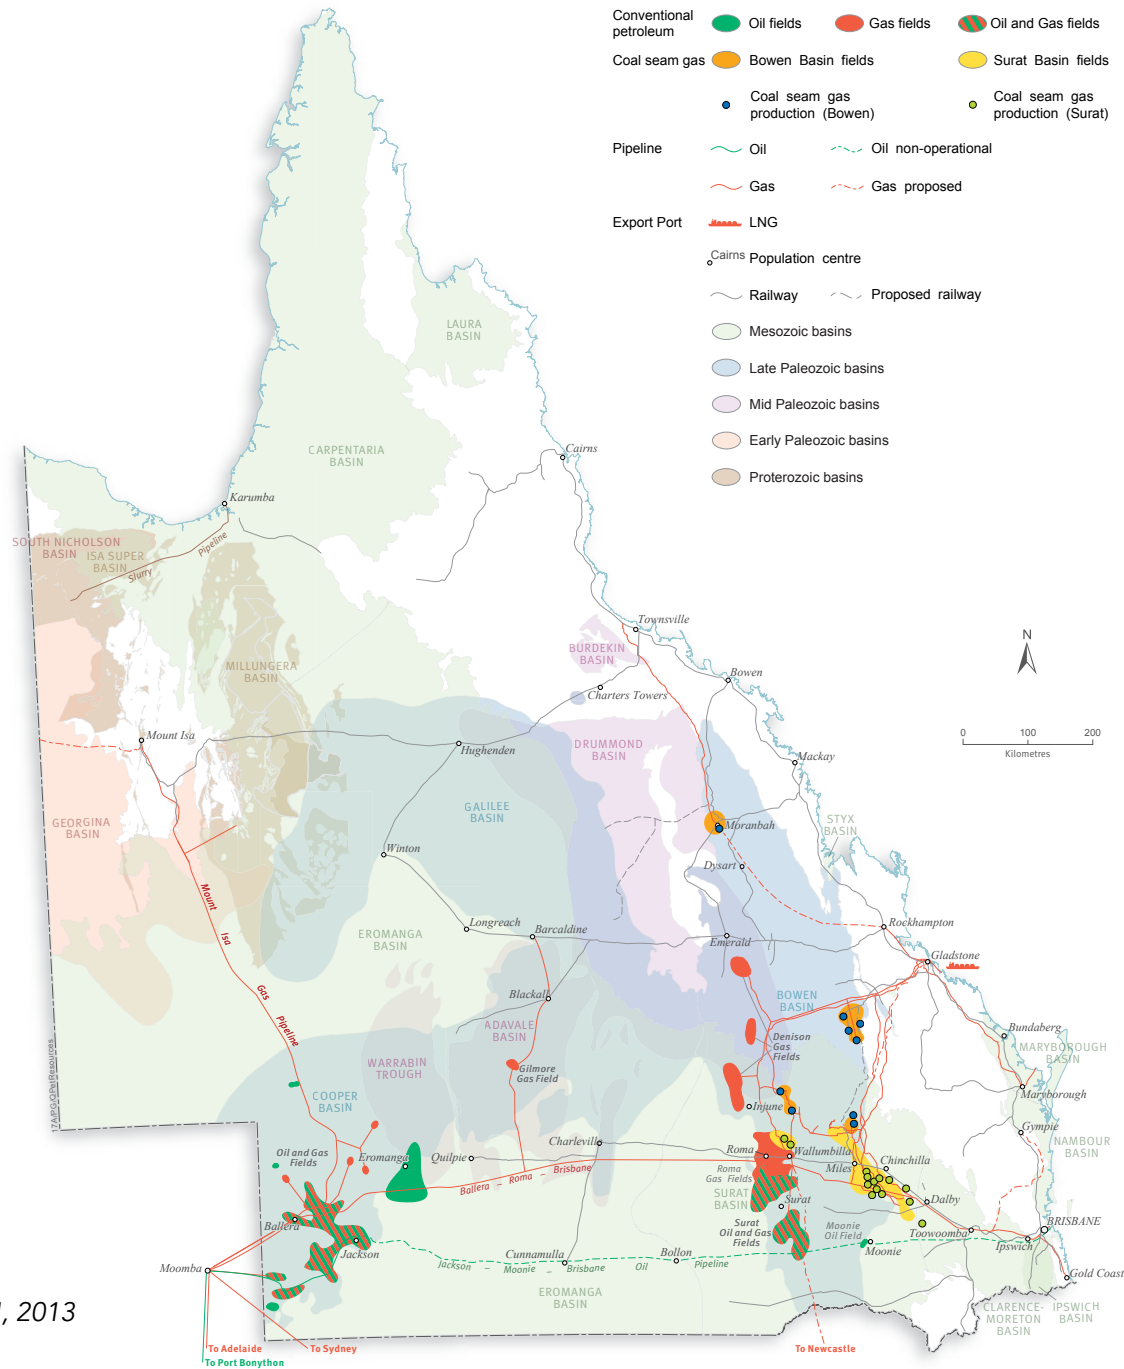 Conventional
petroleum
Oil fields
Gas fields
Oil and Gas fields
Coal seam gas
Bowen Basin fields
Surat Basin fields
Coal seam gas
production (Bowen)
Coal seam gas
production (Surat)
Pipeline
Oil
Oil non-operational
Gas
Gas proposed
Export Port
LNG
Cairns
Population centre
Railway
Proposed railway
Mesozoic basins
Late Paleozoic basins
Mid Paleozoic basins
Early Paleozoic basins
Proterozoic basins
LAURA
BASIN
CARPENTARIA
BASIN
Cairns
Karumba
SOUTH NICHOLSON
BASIN
ISA SUPER
BASIN
Slurry
Pipeline
Townsville
BURDEKIN
BASIN
Bowen
Charters Towers
MILLUNGERA
BASIN
N
0
100
200
Kilometres
Mount Isa
Hughenden
DRUMMOND
BASIN
Mackay
GALILEE
BASIN
GEORGINA
BASIN
Moranbah
STYX
BASIN
Winton
Dysart
Mount
Isa
Gas
Pipeline
Longreach
Barcaldine
EROMANGA
BASIN
Emerald
Rockhampton
Gladstone
Blackall
BOWEN
BASIN
ADAVALE
BASIN
Denison
Gas
Fields
Bundaberg
MARYBOROUGH
BASIN
WARRABIN
TROUGH
Gilmore
Gas Field
17A/PG/QPetResources
COOPER
BASIN
Injune
Maryborough
Gympie
NAMBOUR
BASIN
Charleville
Oil and Gas
Fields
Eromanga
Quilpie
Roma
Wallumbilla
Miles
Chinchilla
Ballera – Roma – Brisbane
Roma
Gas Fields
SURAT
BASIN
Surat
Dalby
Ballera
Surat
Oil and Gas
Fields
Moonie
Oil Field
Toowoomba
BRISBANE
Ipswich
Jackson
Cunnamulla
Bollon
Moonie
Moomba
Jackson – Moonie – Brisbane Oil Pipeline
Gold Coast
EROMANGA
BASIN
CLARENCE-
MORETON
BASIN
IPSWICH
BASIN
, 2013
To Adelaide
To Sydney
To Newcastle
To Port Bonython